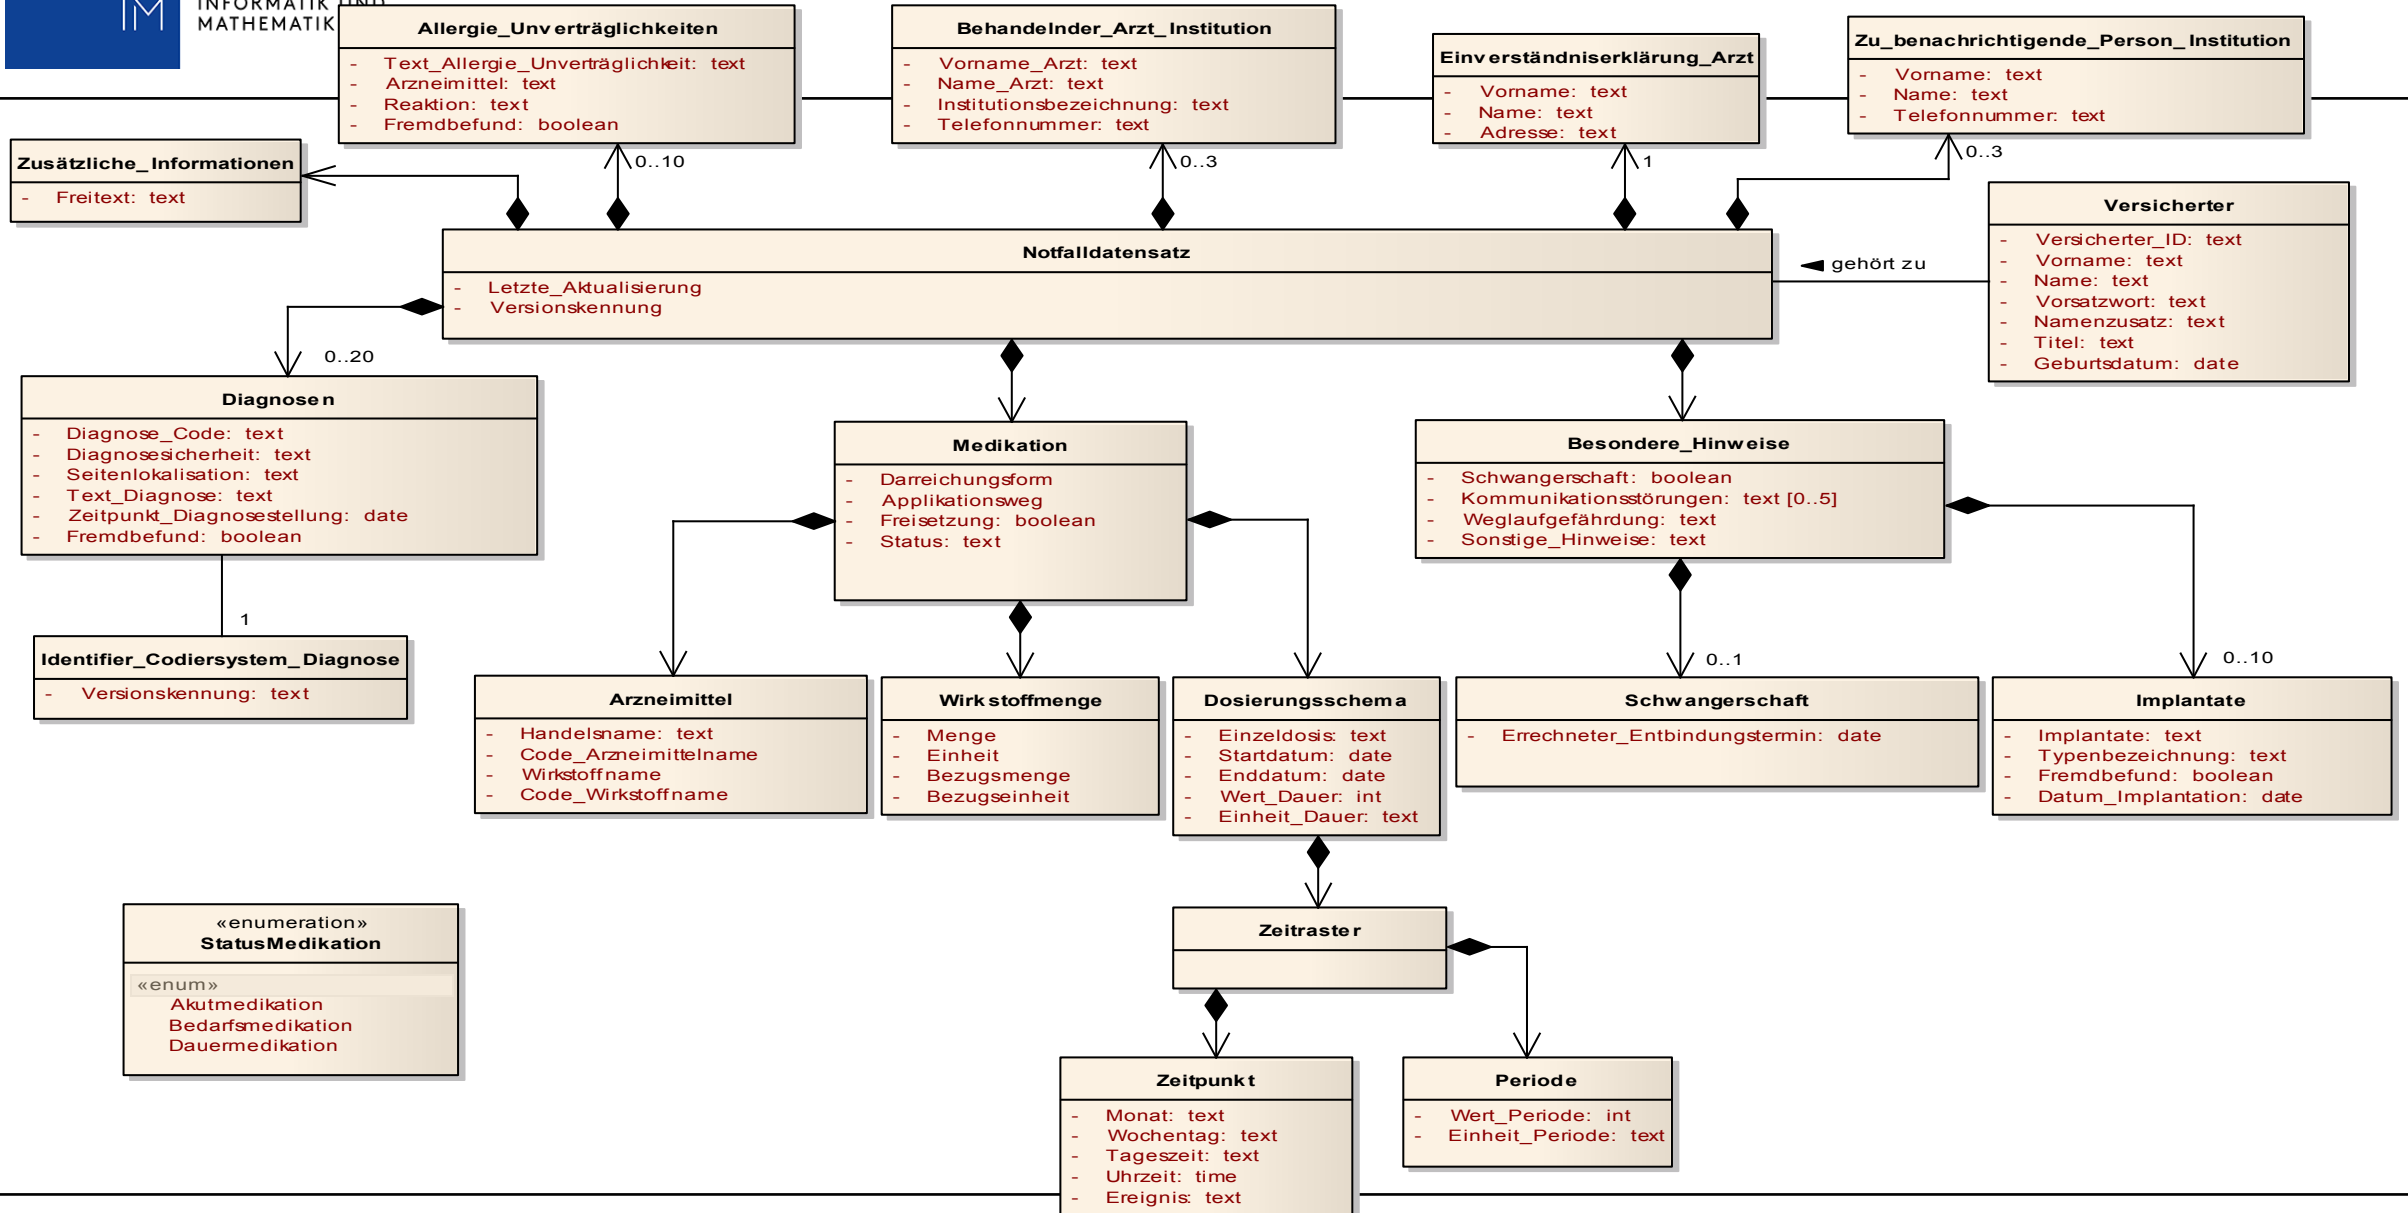 INFORMATIK UND
MATHEMATIK
Allergie_Unverträglichkeiten
- Text_Allergie_Unverträglichkeit: text
- Arzneimittel: text
- Reaktion: text
- Fremdbefund: boolean
Behandelnder_Arzt_Institution
- Vorname_Arzt: text
- Name_Arzt: text
- Institutionsbezeichnung: text
- Telefonnummer: text
Einverständniserklärung_Arzt
- Vorname: text
- Name: text
- Adresse: text
Zu_benachrichtigende_Person_Institution
- Vorname: text
- Name: text
- Telefonnummer: text
Zusätzliche_Informationen
- Freitext: text
0..10
0..3
1
0..3
Notfalldatensatz
- Letzte_Aktualisierung
- Versionskennung
gehört zu
Versicherter
- Versicherter_ID: text
- Vorname: text
- Name: text
- Vorsatzwort: text
- Namenzusatz: text
- Titel: text
- Geburtsdatum: date
0..20
Diagnosen
- Diagnose_Code: text
- Diagnosesicherheit: text
- Seitenlokalisation: text
- Text_Diagnose: text
- Zeitpunkt_Diagnosestellung: date
- Fremdbefund: boolean
Medikation
- Darreichungsform
- Applikationsweg
- Freisetzung: boolean
- Status: text
Besondere_Hinweise
- Schwangerschaft: boolean
- Kommunikationsstörungen: text [0..5]
- Weglaufgefährdung: text
- Sonstige_Hinweise: text
1
Identifier_Codiersystem_Diagnose
- Versionskennung: text
0..1
0..10
Arzneimittel
- Handelsname: text
- Code_Arzneimittelname
- Wirkstoffname
- Code_Wirkstoffname
Wirkstoffmenge
- Menge
- Einheit
- Bezugsmenge
- Bezugseinheit
Dosierungsschema
- Einzeldosis: text
- Startdatum: date
- Enddatum: date
- Wert_Dauer: int
- Einheit_Dauer: text
Schwangerschaft
- Errechneter_Entbindungstermin: date
Implantate
- Implantate: text
- Typenbezeichnung: text
- Fremdbefund: boolean
- Datum_Implantation: date
«enumeration»
StatusMedikation
«enum»
Akutmedikation
Bedarfsmedikation
Dauermedikation
Zeitraster
Zeitpunkt
- Monat: text
- Wochentag: text
- Tageszeit: text
- Uhrzeit: time
- Ereignis: text
Periode
- Wert_Periode: int
- Einheit_Periode: text